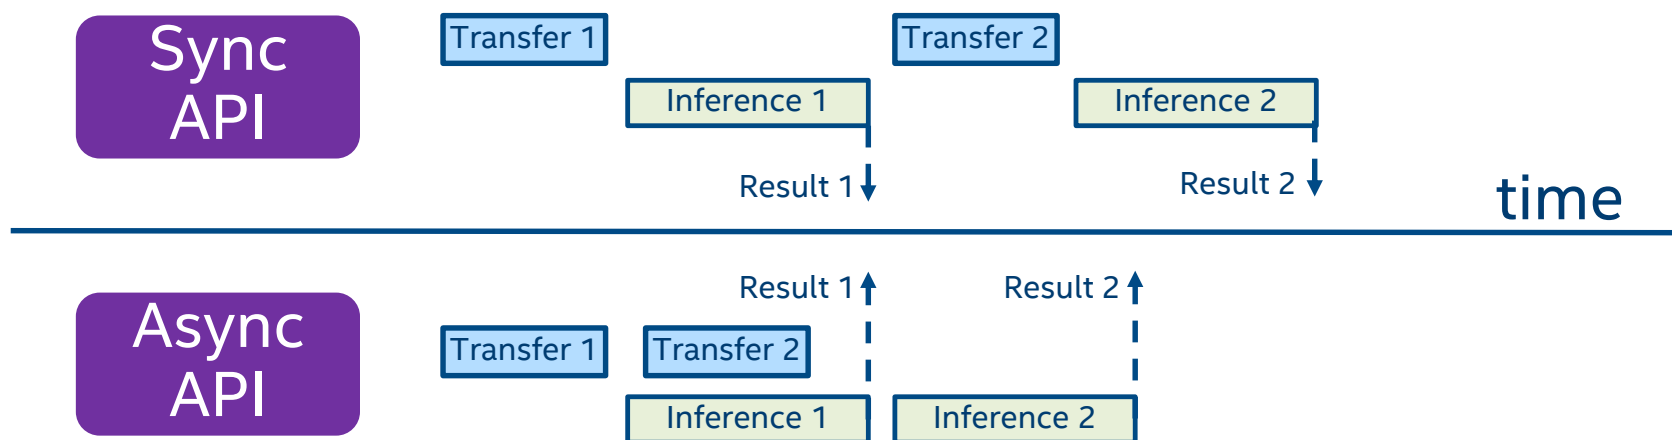 Sync
API
Transfer 1
Transfer 2
Inference 1
Inference 2
Result 1
Result 2
time
Async
API
Result 1
Result 2
Transfer 1
Transfer 2
Inference 1
Inference 2